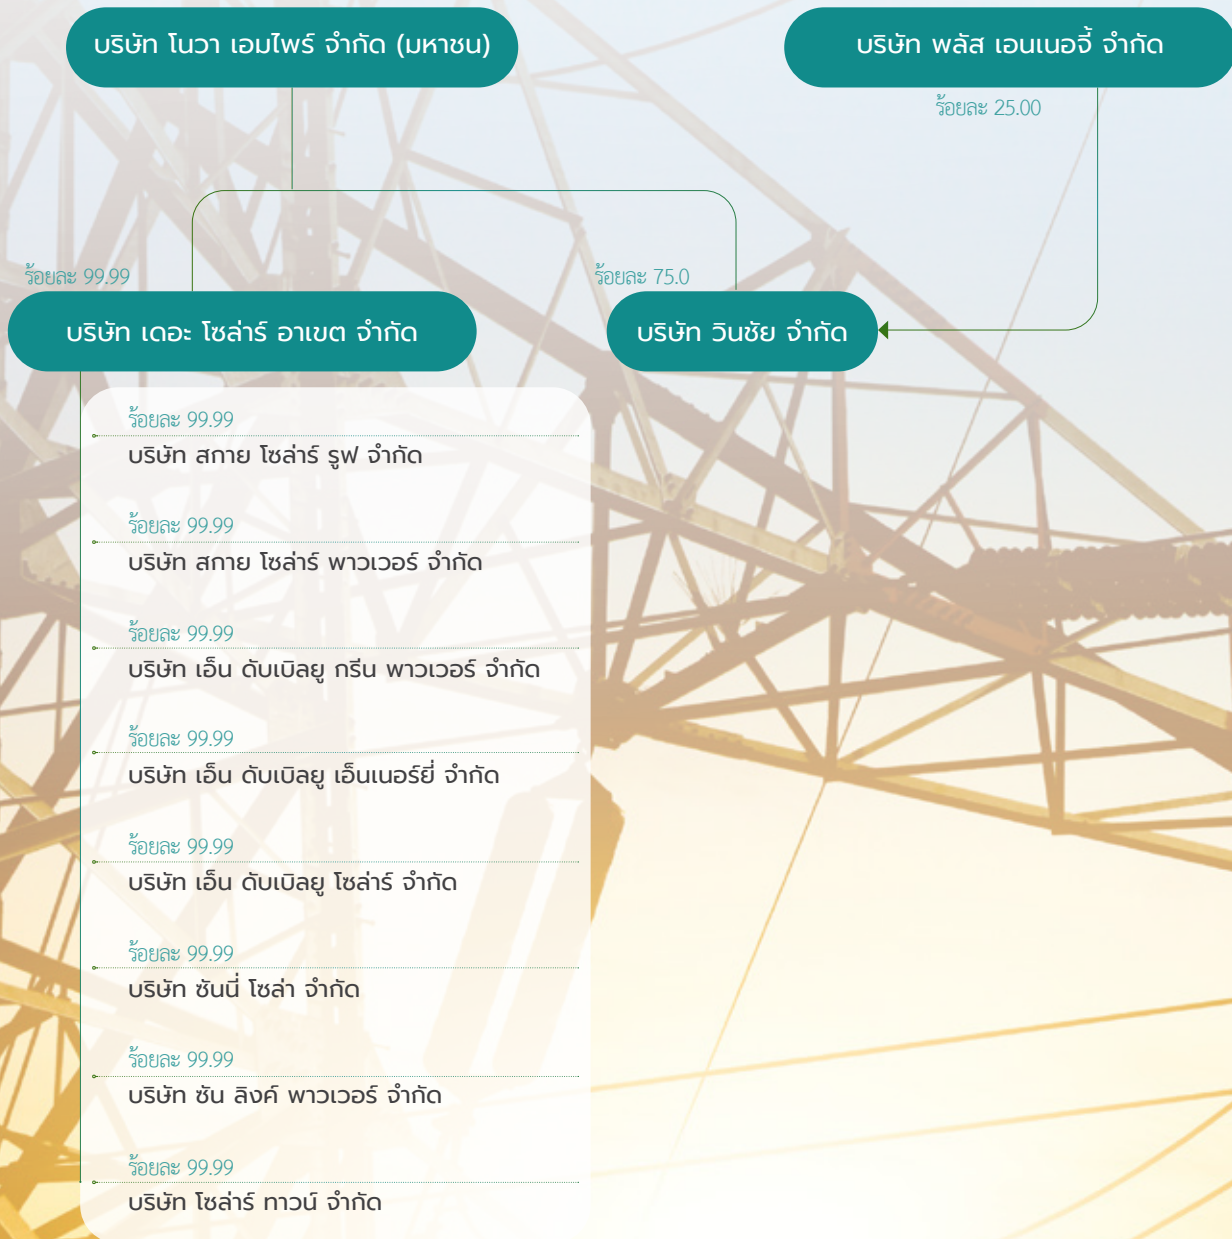 บริษัท โนวา เอมไพร์ จำกัด (มหาชน)
บริษัท พลัส เอนเนอจี้ จำกัด
ร้อยละ 25.00
ร้อยละ 99.99
ร้อยละ 75.0
บริษัท เดอะ โซล่าร์ อาเขต จำกัด
บริษัท วินชัย จำกัด
ร้อยละ 99.99
บริษัท สกาย โซล่าร์ รูฟ จำกัด
ร้อยละ 99.99
บริษัท สกาย โซล่าร์ พาวเวอร์ จำกัด
ร้อยละ 99.99
บริษัท เอ็น ดับเบิลยู กรีน พาวเวอร์ จำกัด
ร้อยละ 99.99
บริษัท เอ็น ดับเบิลยู เอ็นเนอร์ยี่ จำกัด
ร้อยละ 99.99
บริษัท เอ็น ดับเบิลยู โซล่าร์ จำกัด
ร้อยละ 99.99
บริษัท ซันนี่ โซล่า จำกัด
ร้อยละ 99.99
บริษัท ซัน ลิงค์ พาวเวอร์ จำกัด
ร้อยละ 99.99
บริษัท โซล่าร์ ทาวน์ จำกัด